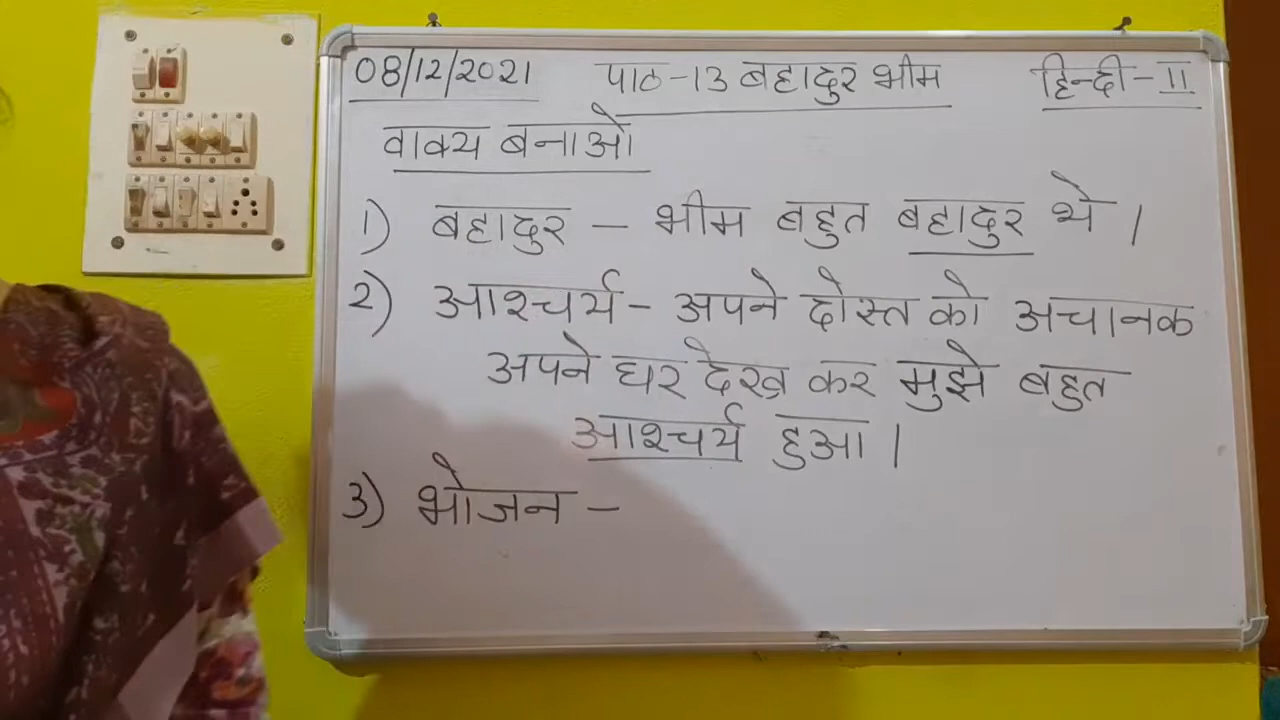 08/12/2021 पाठ-13 बहादुर भीम हिन्दी-II
वाक्य बनाओ
1) बहादुर - भीम बहुत बहादुर थे।
2) आश्चर्य - अपने दोस्त को अचानक
अपने घर देख कर मुझे बहुत
आश्चर्य हुआ।
3) भोजन -